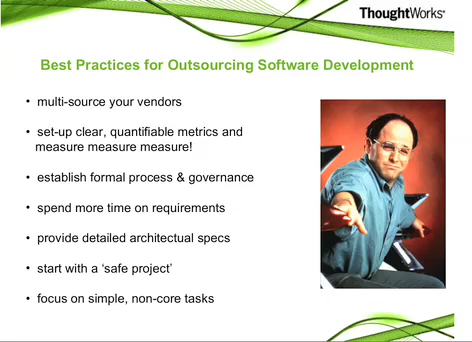 ThoughtWorks®
Best Practices for Outsourcing Software Development
• multi-source your vendors
• set-up clear, quantifiable metrics and
measure measure measure!
• establish formal process & governance
• spend more time on requirements
• provide detailed architectual specs
• start with a ‘safe project’
• focus on simple, non-core tasks